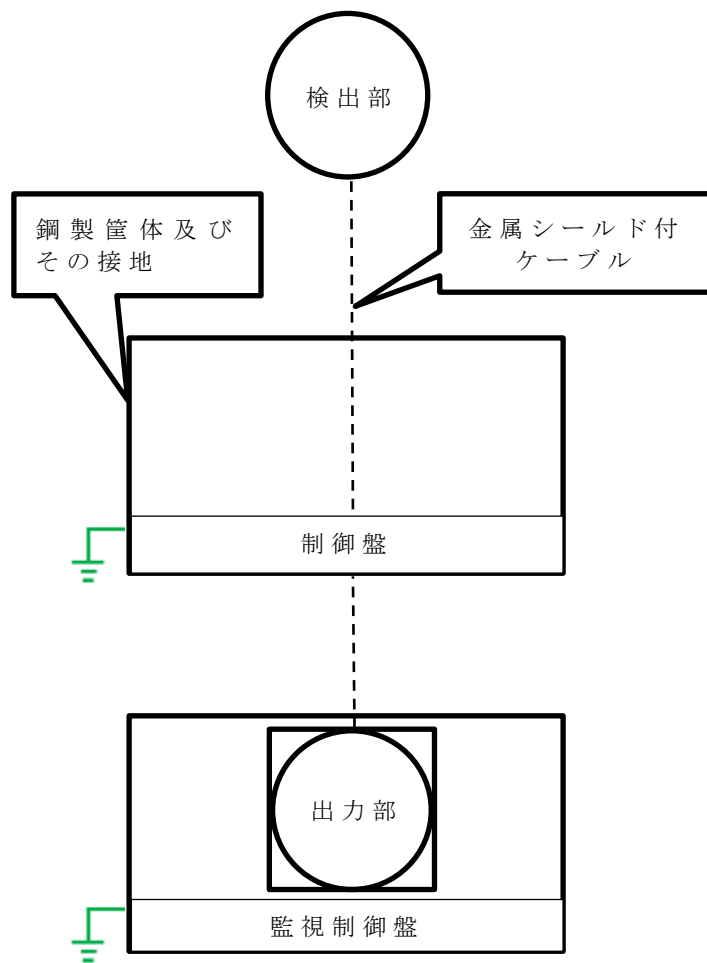 検出部
鋼製筐体及び
その接地
金属シールド付
ケーブル
制御盤
出力部
監視制御盤